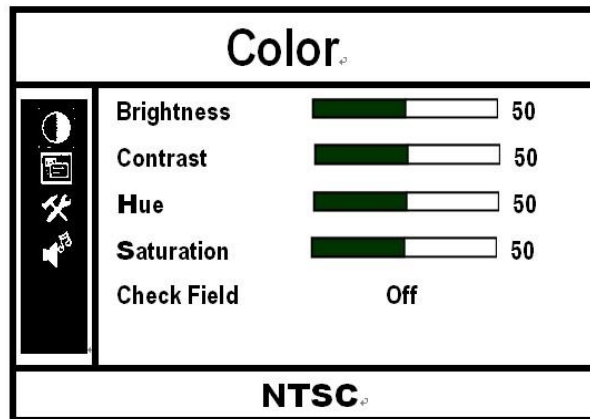 Color
Brightness 50
Contrast 50
Hue 50
Saturation 50
Check Field Off
NTSC